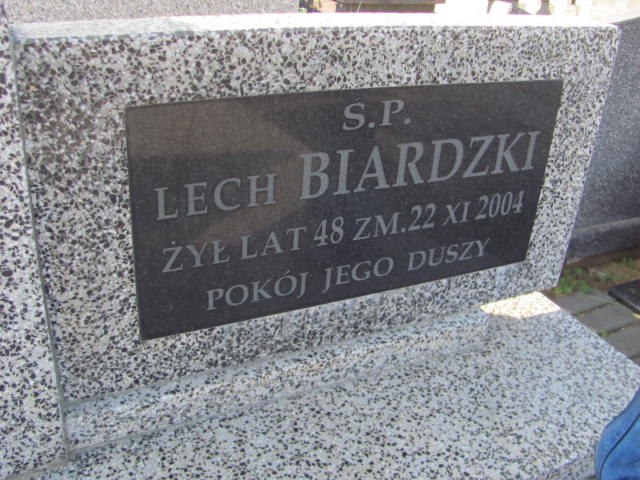 S.P.
LECH BIARDZKI
ŻYŁ LAT 48 ZM. 22 XI 2004
POKÓJ JEGO DUSZY